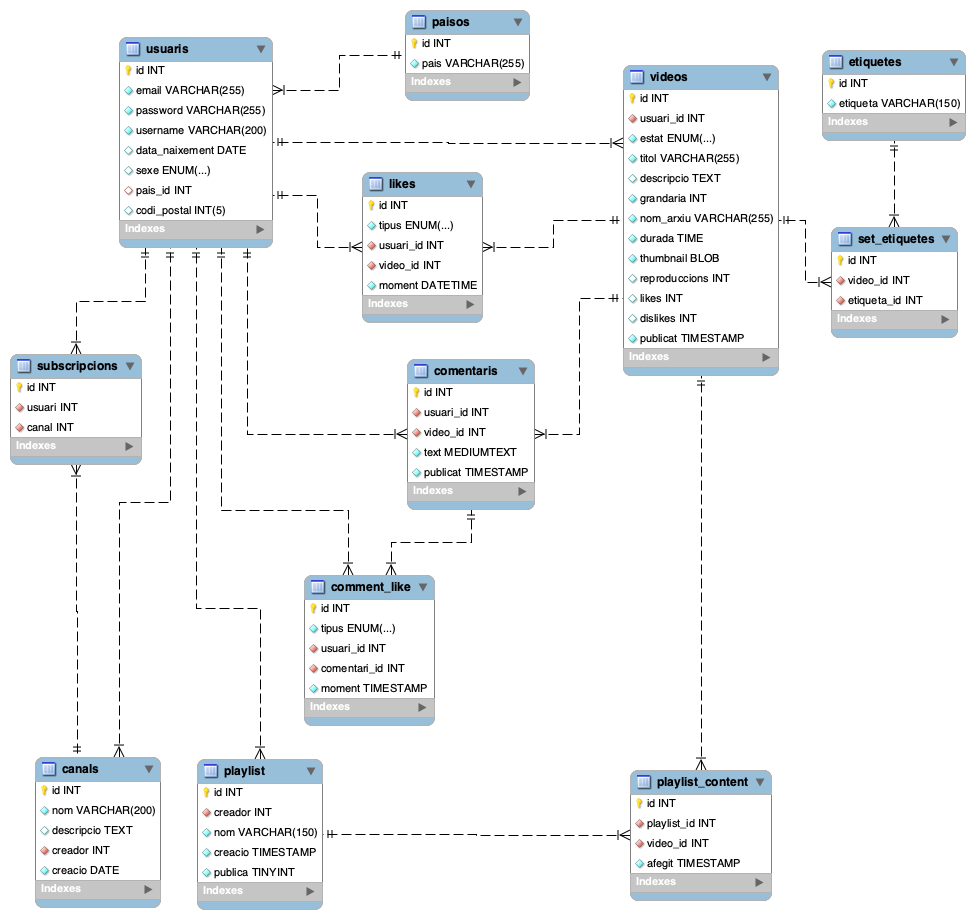 usuaris
id INT
email VARCHAR(255)
password VARCHAR(255)
username VARCHAR(200)
data_naixement DATE
sexe ENUM(...)
pais_id INT
codi_postal INT(5)
Indexes
paisos
id INT
pais VARCHAR(255)
Indexes
videos
id INT
usuari_id INT
estat ENUM(...)
titol VARCHAR(255)
descripcio TEXT
grandaria INT
nom_arxiu VARCHAR(255)
durada TIME
thumbnail BLOB
reproduccions INT
likes INT
dislikes INT
publicat TIMESTAMP
Indexes
etiquetes
id INT
etiqueta VARCHAR(150)
Indexes
likes
id INT
tipus ENUM(...)
usuari_id INT
video_id INT
moment DATETIME
Indexes
set_etiquetes
id INT
video_id INT
etiqueta_id INT
Indexes
subscripcions
id INT
usuari INT
canal INT
Indexes
comentaris
id INT
usuari_id INT
video_id INT
text MEDIUMTEXT
publicat TIMESTAMP
Indexes
comment_like
id INT
tipus ENUM(...)
usuari_id INT
comentari_id INT
moment TIMESTAMP
Indexes
canals
id INT
nom VARCHAR(200)
descripcio TEXT
creador INT
creacio DATE
Indexes
playlist
id INT
creador INT
nom VARCHAR(150)
creacio TIMESTAMP
publica TINYINT
Indexes
playlist_content
id INT
playlist_id INT
video_id INT
afegit TIMESTAMP
Indexes